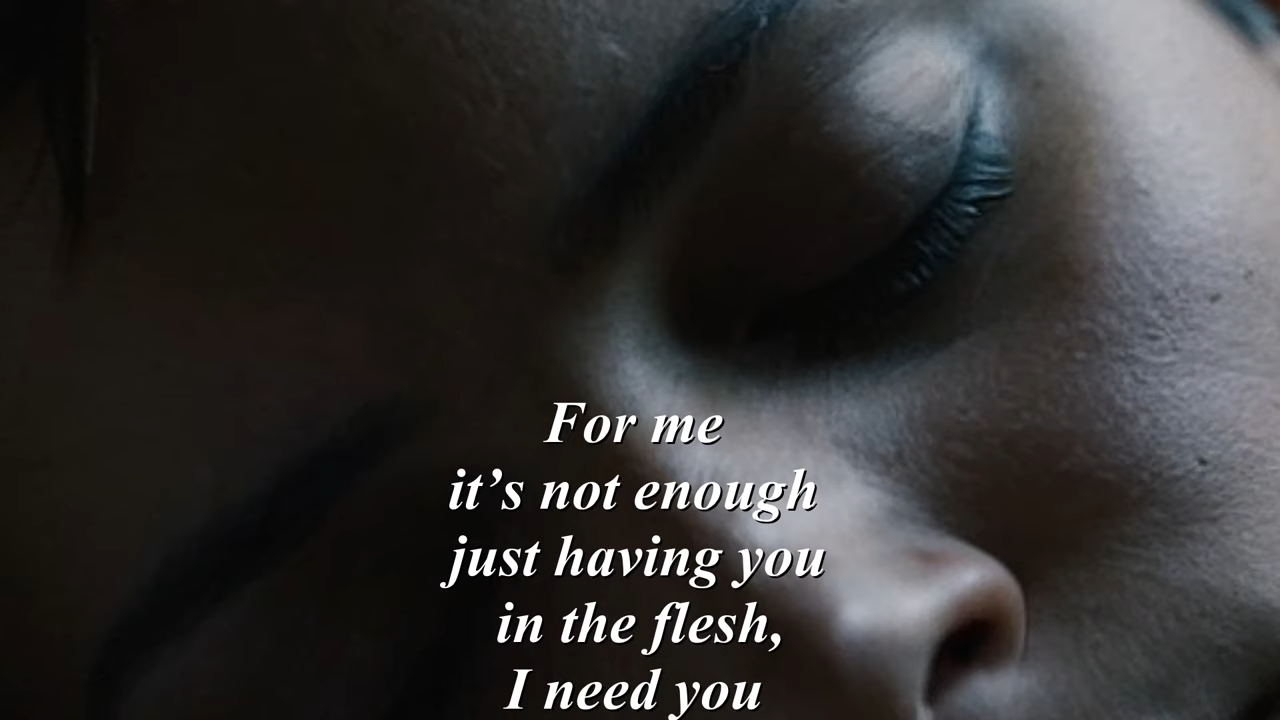 For me
it’s not enough
just having you
in the flesh,
I need you